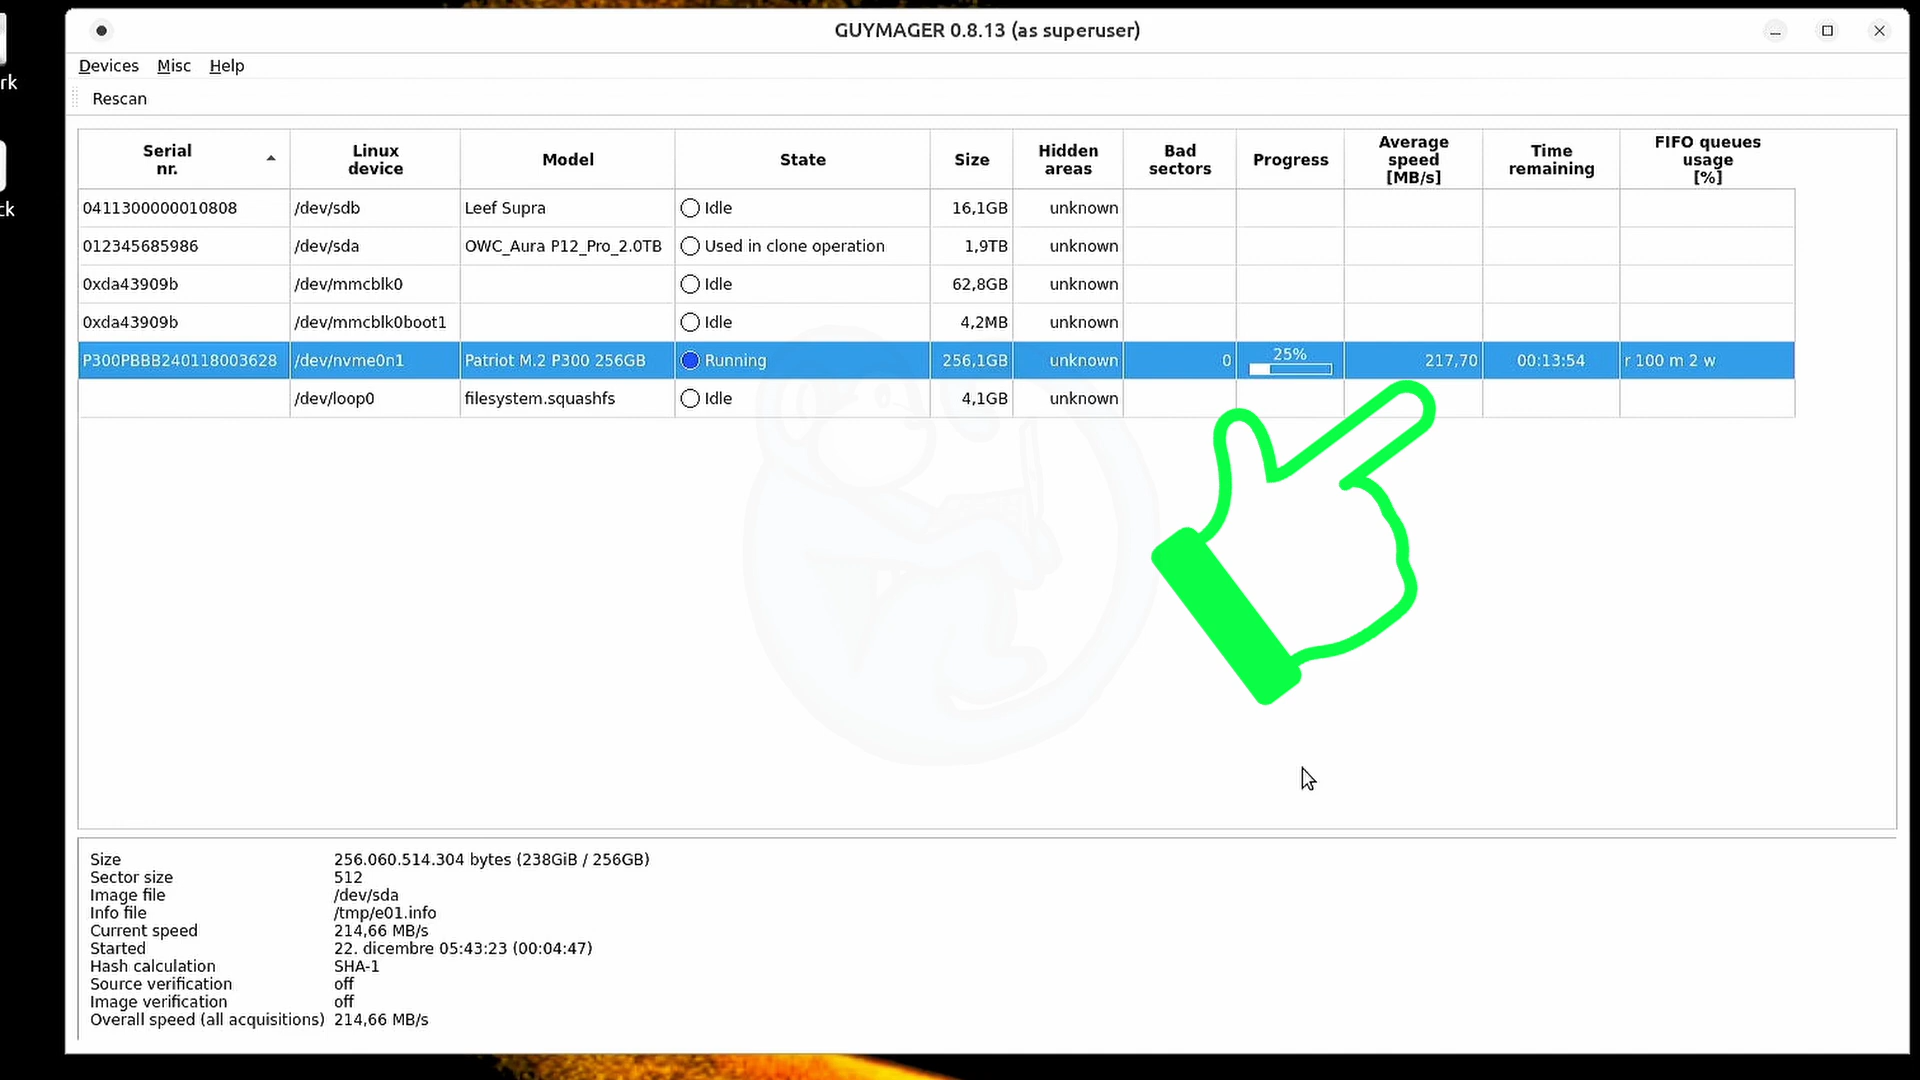 GUYMAGER 0.8.13 (as superuser)
rk
ck
Devices Misc Help
Rescan
Serial nr. Linux device Model State Size Hidden areas Bad sectors Progress Average speed [MB/s] Time remaining FIFO queues usage [%]
0411300000010808 /dev/sdb Leef Supra Idle 16,1GB unknown
012345685986 /dev/sda OWC_Aura P12_Pro_2.0TB Used in clone operation 1,9TB unknown
0xda43909b /dev/mmcblk0 Idle 62,8GB unknown
0xda43909b /dev/mmcblk0boot1 Idle 4,2MB unknown
P300PBBB240118003628 /dev/nvme0n1 Patriot M.2 P300 256GB Running 256,1GB unknown 0 25% 217,70 00:13:54 r 100 m 2 w
/dev/loop0 filesystem.squashfs Idle 4,1GB unknown
Size 256.060.514.304 bytes (238GiB / 256GB)
Sector size 512
Image file /dev/sda
Info file /tmp/e01.info
Current speed 214,66 MB/s
Started 22. dicembre 05:43:23 (00:04:47)
Hash calculation SHA-1
Source verification off
Image verification off
Overall speed (all acquisitions) 214,66 MB/s